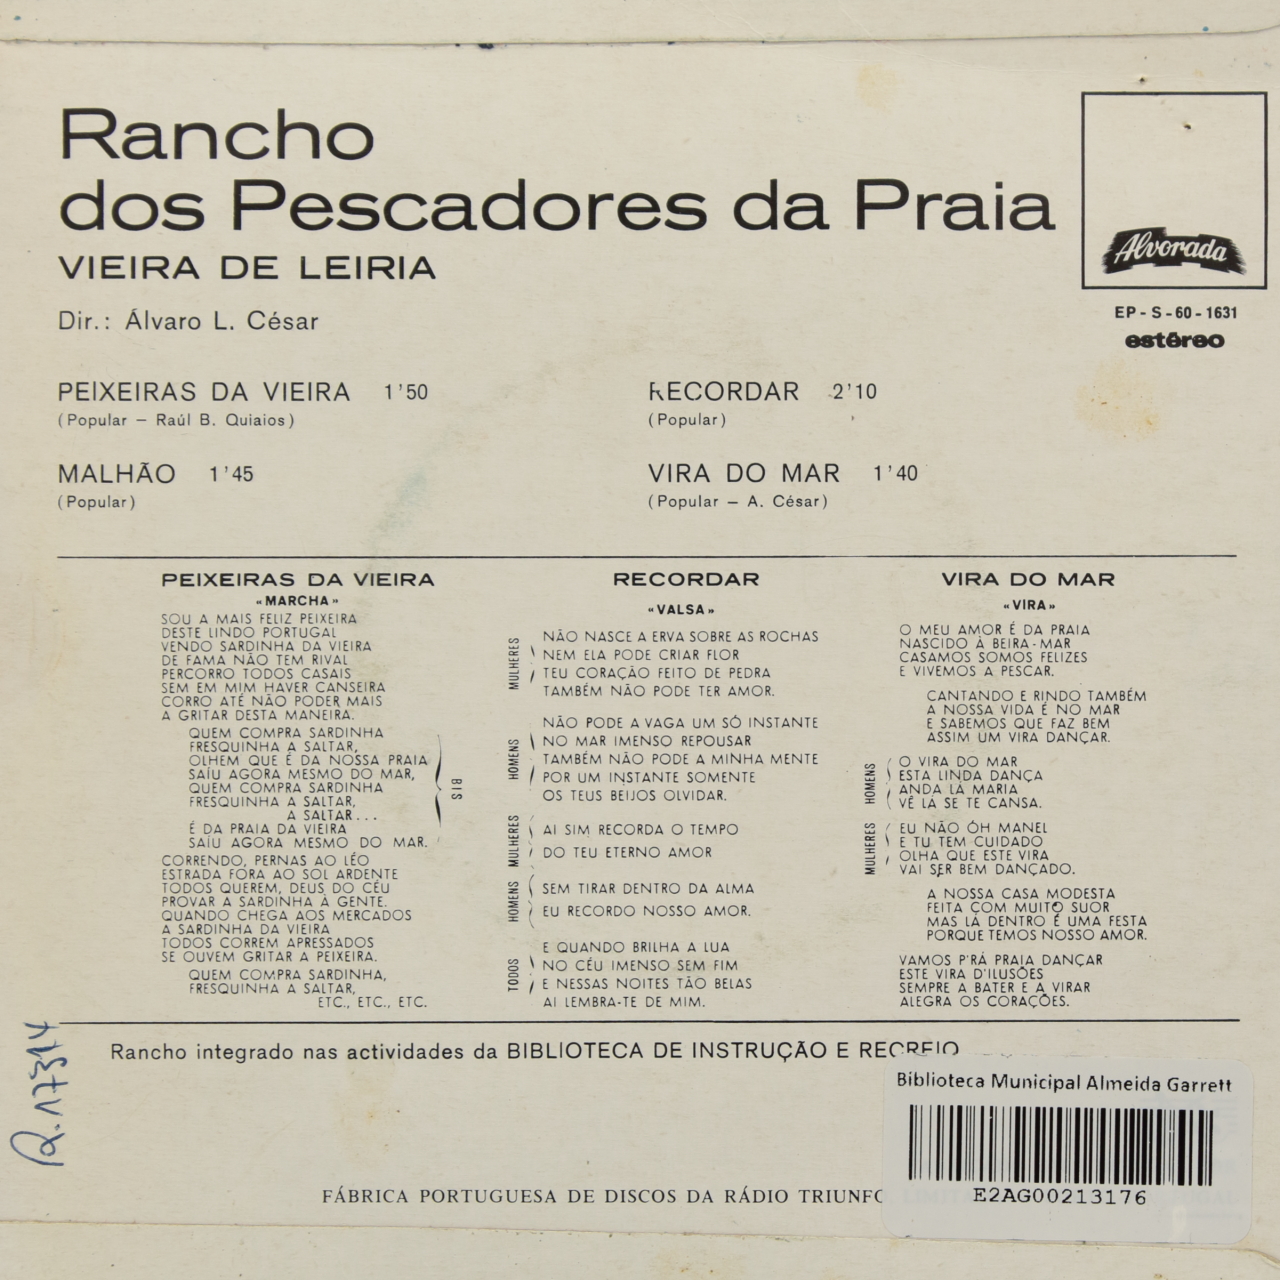 Rancho
dos Pescadores da Praia
VIEIRA DE LEIRIA
Dir.: Álvaro L. César
Alvorada
EP - S - 60 - 1631
estéreo
PEIXEIRAS DA VIEIRA 1'50
(Popular – Raúl B. Quiaios)
MALHÃO 1'45
(Popular)
RECORDAR 2'10
(Popular)
VIRA DO MAR 1'40
(Popular – A. César)
PEIXEIRAS DA VIEIRA
«MARCHA»
SOU A MAIS FELIZ PEIXEIRA
DESTE LINDO PORTUGAL
VENDO SARDINHA DA VIEIRA
DE FAMA NÃO TEM RIVAL
PERCORRO TODOS CASAIS
SEM EM MIM HAVER CANSEIRA
CORRO ATÉ NÃO PODER MAIS
A GRITAR DESTA MANEIRA.
QUEM COMPRA SARDINHA
FRESQUINHA A SALTAR,
OLHEM QUE É DA NOSSA PRAIA
SAÍU AGORA MESMO DO MAR,
QUEM COMPRA SARDINHA
FRESQUINHA A SALTAR,
A SALTAR...
É DA PRAIA DA VIEIRA
SAÍU AGORA MESMO DO MAR.
BIS
CORRENDO, PERNAS AO LÉO
ESTRADA FORA AO SOL ARDENTE
TODOS QUEREM, DEUS DO CÉU
PROVAR A SARDINHA À GENTE.
QUANDO CHEGA AOS MERCADOS
A SARDINHA DA VIEIRA
TODOS CORREM APRESSADOS
SE OUVEM GRITAR A PEIXEIRA.
QUEM COMPRA SARDINHA,
FRESQUINHA A SALTAR,
ETC., ETC., ETC.
RECORDAR
«VALSA»
MULHERES
NÃO NASCE A ERVA SOBRE AS ROCHAS
NEM ELA PODE CRIAR FLOR
TEU CORAÇÃO FEITO DE PEDRA
TAMBÉM NÃO PODE TER AMOR.
HOMENS
NÃO PODE A VAGA UM SÓ INSTANTE
NO MAR IMENSO REPOUSAR
TAMBÉM NÃO PODE A MINHA MENTE
POR UM INSTANTE SOMENTE
OS TEUS BEIJOS OLVIDAR.
MULHERES
AI SIM RECORDA O TEMPO
DO TEU ETERNO AMOR
HOMENS
SEM TIRAR DENTRO DA ALMA
EU RECORDO NOSSO AMOR.
TODOS
E QUANDO BRILHA A LUA
NO CÉU IMENSO SEM FIM
E NESSAS NOITES TÃO BELAS
AI LEMBRA-TE DE MIM.
VIRA DO MAR
«VIRA»
O MEU AMOR É DA PRAIA
NASCIDO À BEIRA-MAR
CASAMOS SOMOS FELIZES
E VIVEMOS A PESCAR.
CANTANDO E RINDO TAMBÉM
A NOSSA VIDA É NO MAR
E SABEMOS QUE FAZ BEM
ASSIM UM VIRA DANÇAR.
HOMENS
O VIRA DO MAR
ESTA LINDA DANÇA
ANDA LÁ MARIA
VÊ LÁ SE TE CANSA.
MULHERES
EU NÃO ÓH MANEL
E TU TEM CUIDADO
OLHA QUE ESTE VIRA
VAI SER BEM DANÇADO.
A NOSSA CASA MODESTA
FEITA COM MUITO SUOR
MAS LÁ DENTRO É UMA FESTA
PORQUE TEMOS NOSSO AMOR.
VAMOS P'RÁ PRAIA DANÇAR
ESTE VIRA D'ILUSÕES
SEMPRE A BATER E A VIRAR
ALEGRA OS CORAÇÕES.
Rancho integrado nas actividades da BIBLIOTECA DE INSTRUÇÃO E RECREIO
R. 17314
Biblioteca Municipal Almeida Garrett
E2AG00213176
FÁBRICA PORTUGUESA DE DISCOS DA RÁDIO TRIUNFO